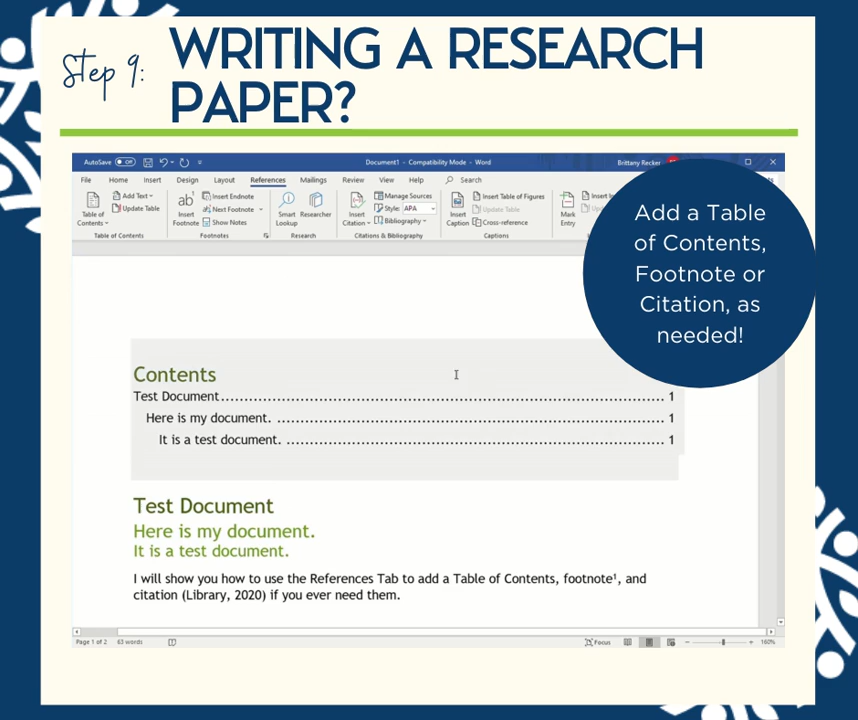 Step 9:
WRITING A RESEARCH
PAPER?
AutoSave Off
Document1 - Compatibility Mode - Word
Brittany Recker
File Home Insert Design Layout References Mailings Review View Help Search
Table of
Contents
Add Text
Update Table
Table of Contents
ab
Insert
Footnote
Insert Endnote
Next Footnote
Show Notes
Footnotes
Smart
Lookup
Researcher
Research
Insert
Citation
Manage Sources
Style: APA
Bibliography
Citations & Bibliography
Insert
Caption
Insert Table of Figures
Update Table
Cross-reference
Captions
Mark
Entry
Add a Table
of Contents,
Footnote or
Citation, as
needed!
Contents
Test Document.......................... 1
Here is my document. .......................... 1
It is a test document. .......................... 1
Test Document
Here is my document.
It is a test document.
I will show you how to use the References Tab to add a Table of Contents, footnote¹, and
citation (Library, 2020) if you ever need them.
Page 1 of 2 63 words
Focus
160%